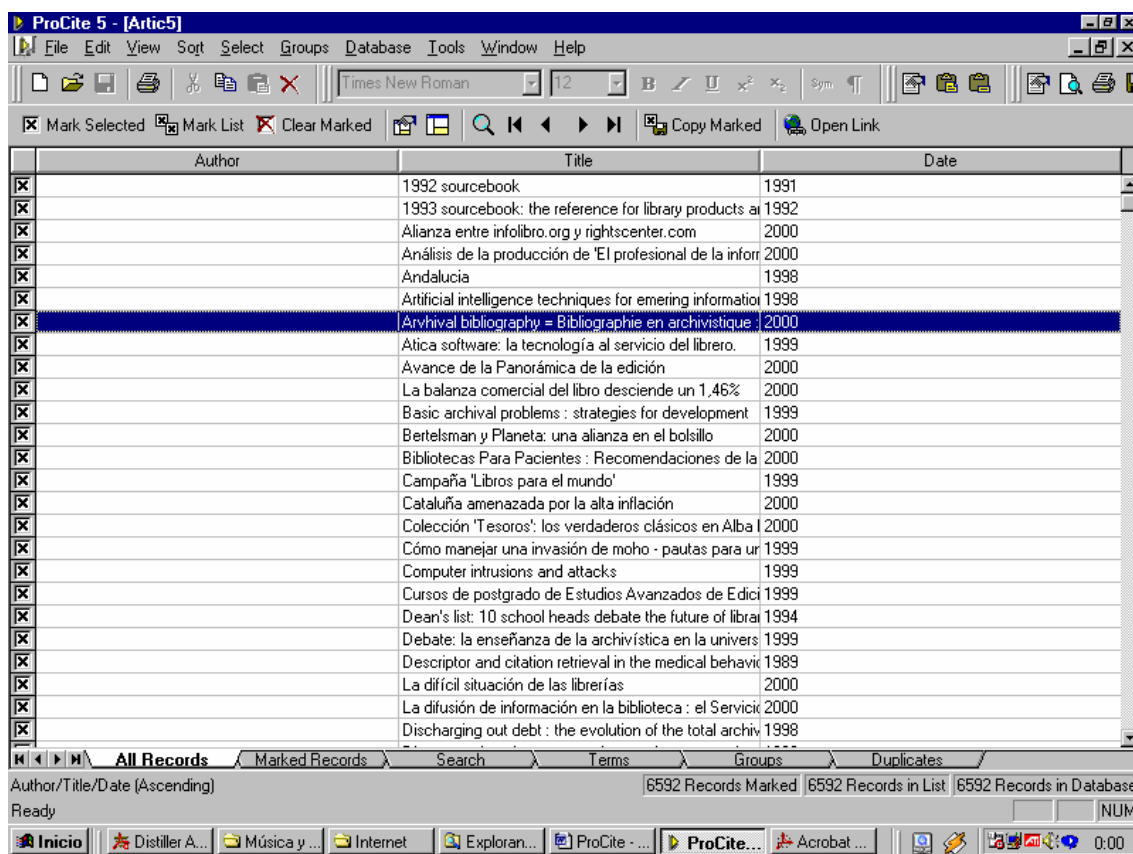 ProCite 5 - [Artic5]
File Edit View Sort Select Groups Database Tools Window Help
Times New Roman 12 B I U x² x₂ Sym ¶
Mark Selected Mark List Clear Marked Copy Marked Open Link
Author Title Date
1992 sourcebook 1991
1993 sourcebook: the reference for library products 1992
Alianza entre infolibro.org y rightscenter.com 2000
Análisis de la producción de 'El profesional de la 2000
Andalucia 1998
Artificial intelligence techniques for emering 1998
Arvhival bibliography = Bibliographie en archivistique : 2000
Atica software: la tecnología al servicio del librero. 1999
Avance de la Panorámica de la edición 2000
La balanza comercial del libro desciende un 1,46% 2000
Basic archival problems : strategies for development 1999
Bertelsman y Planeta: una alianza en el bolsillo 2000
Bibliotecas Para Pacientes : Recomendaciones de la 2000
Campaña 'Libros para el mundo' 1999
Cataluña amenazada por la alta inflación 2000
Colección 'Tesoros': los verdaderos clásicos en Alba 2000
Cómo manejar una invasión de moho - pautas para 1999
Computer intrusions and attacks 1999
Cursos de postgrado de Estudios Avanzados de 1999
Dean's list: 10 school heads debate the future of 1994
Debate: la enseñanza de la archivística en la 1999
Descriptor and citation retrieval in the medical 1989
La difícil situación de las librerías 2000
La difusión de información en la biblioteca : el 2000
Discharging out debt : the evolution of the total 1998
All Records Marked Records Search Terms Groups Duplicates
Author/Title/Date (Ascending) 6592 Records Marked 6592 Records in List 6592 Records in Database
Ready NUM
Inicio Distiller A... Música y ... Internet Exploran... ProCite - ... ProCite... Acrobat ... 0:00